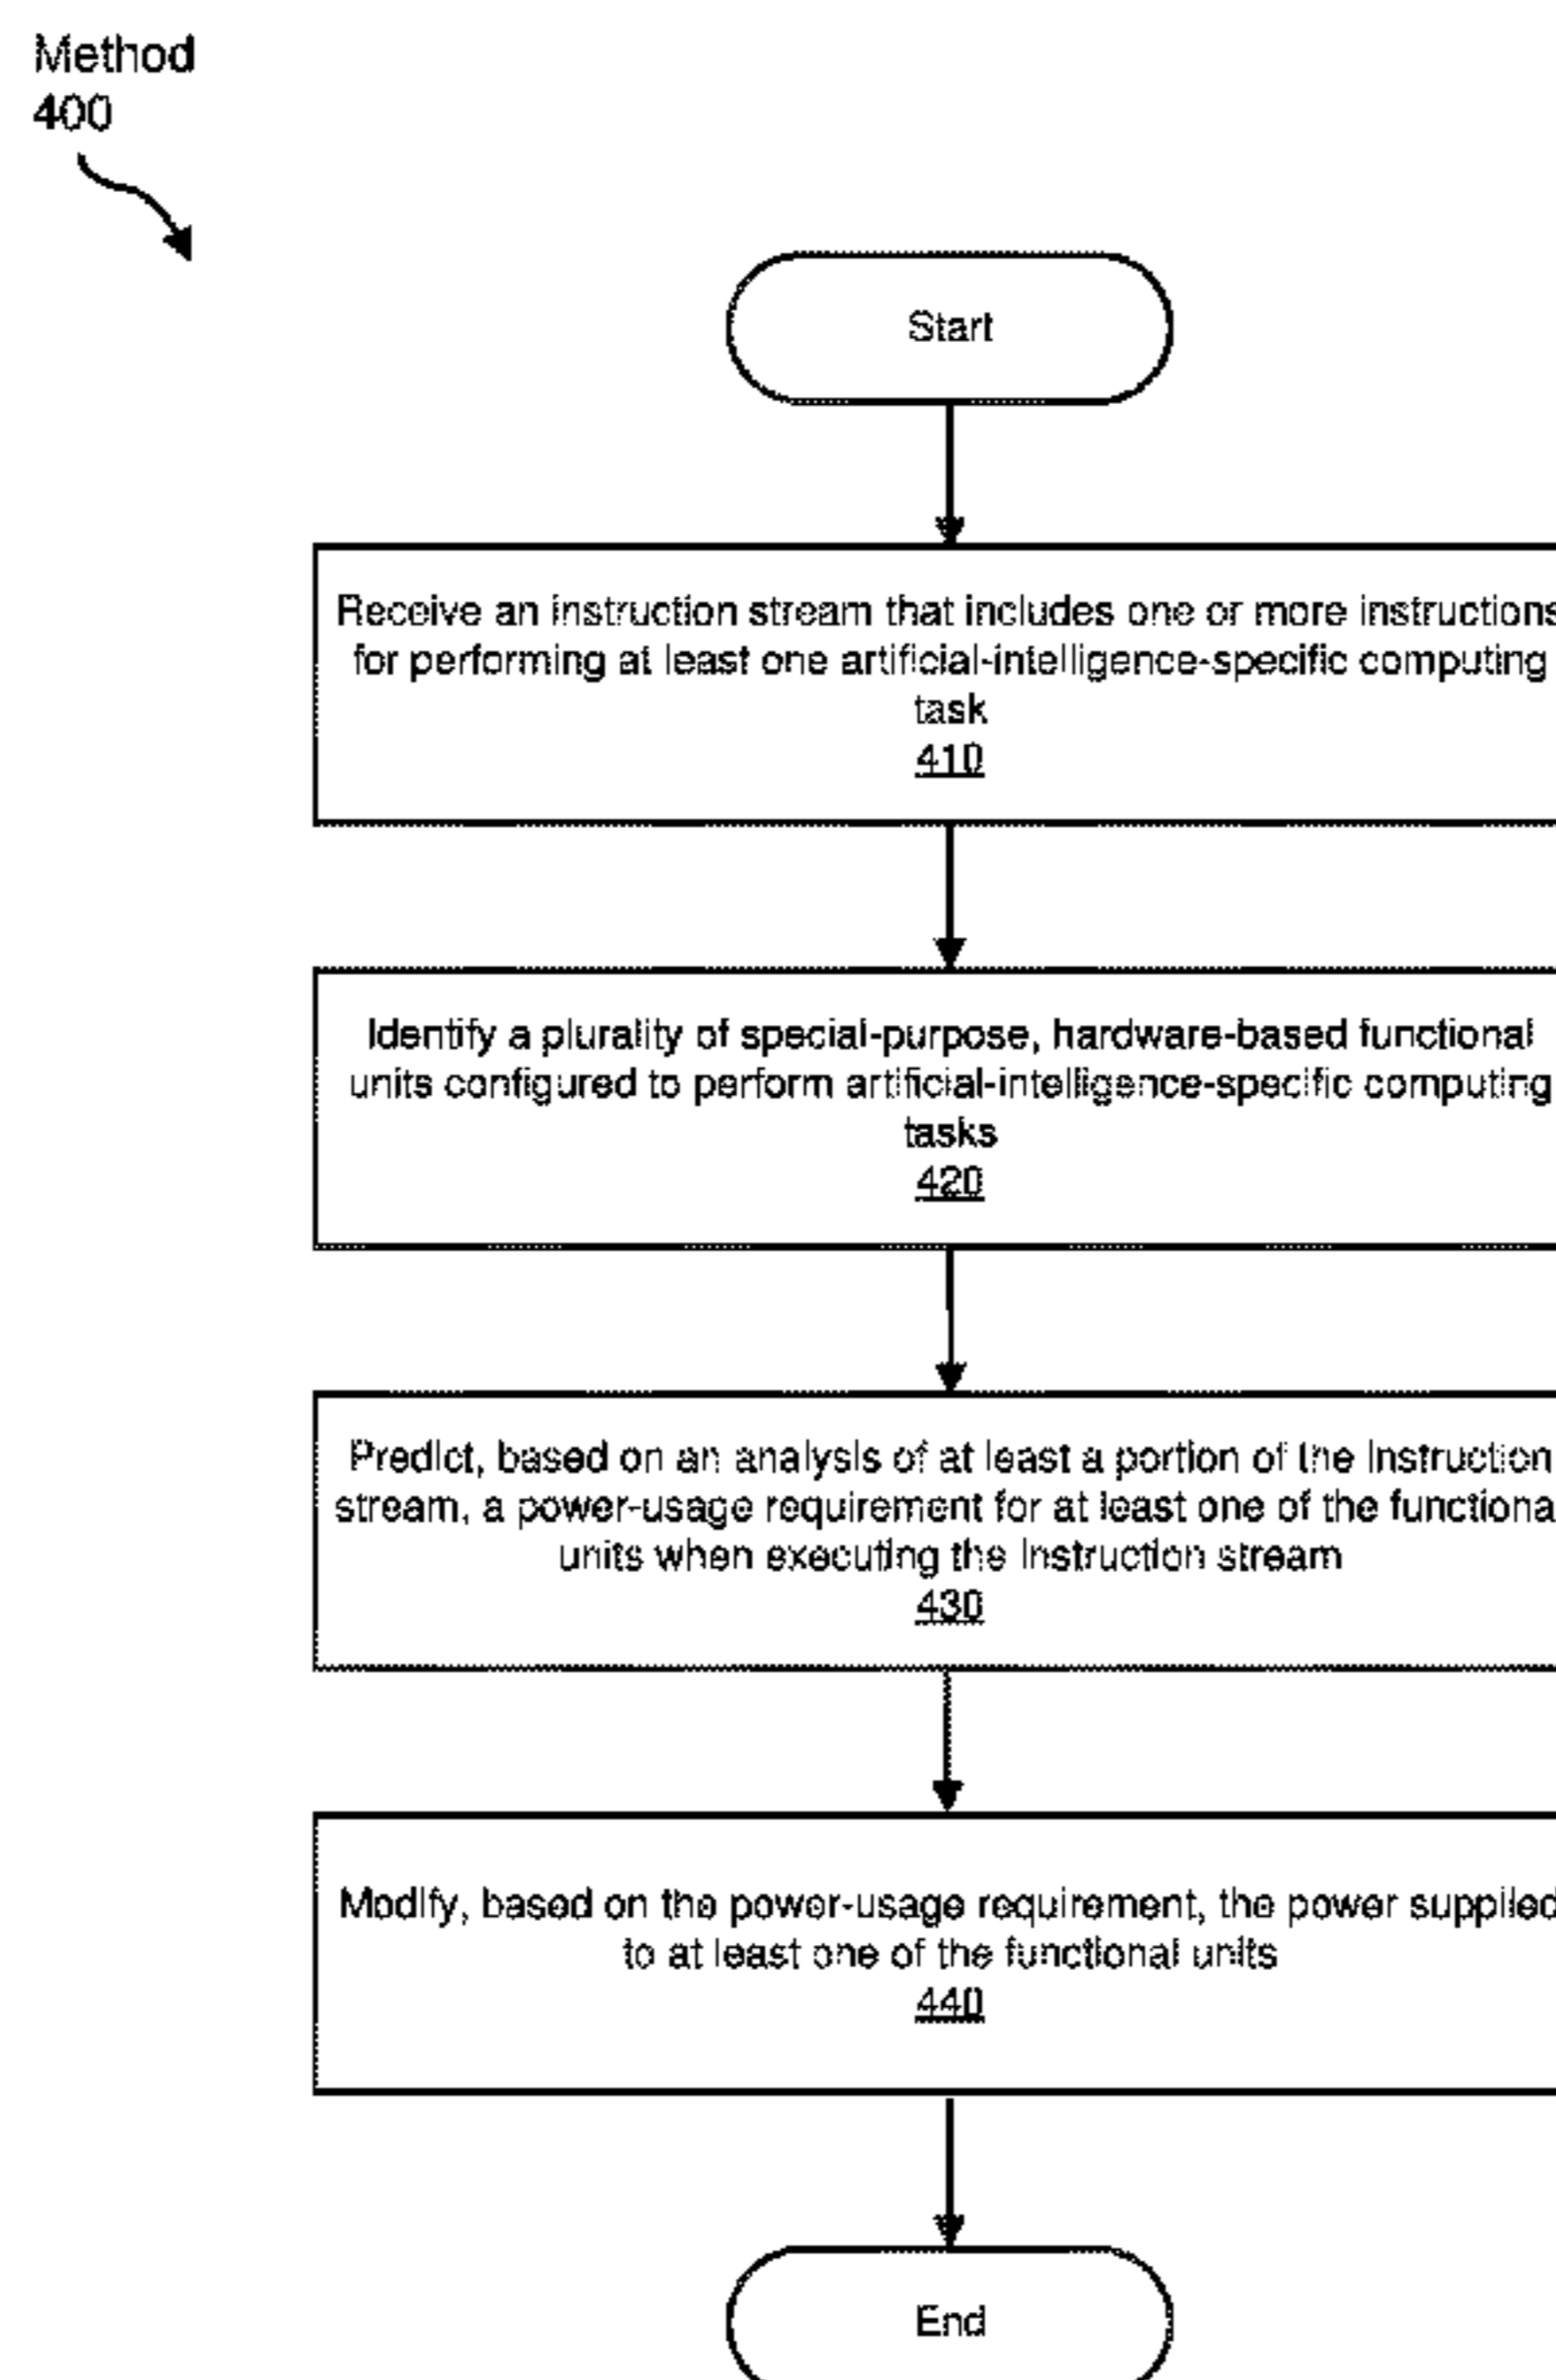 Method
400
Start
Receive an instruction stream that includes one or more instructions
for performing at least one artificial-intelligence-specific computing
task
410
Identify a plurality of special-purpose, hardware-based functional
units configured to perform artificial-intelligence-specific computing
tasks
420
Predict, based on an analysis of at least a portion of the instruction
stream, a power-usage requirement for at least one of the functiona
units when executing the instruction stream
430
Modify, based on the power-usage requirement, the power supplied
to at least one of the functional units
440
End